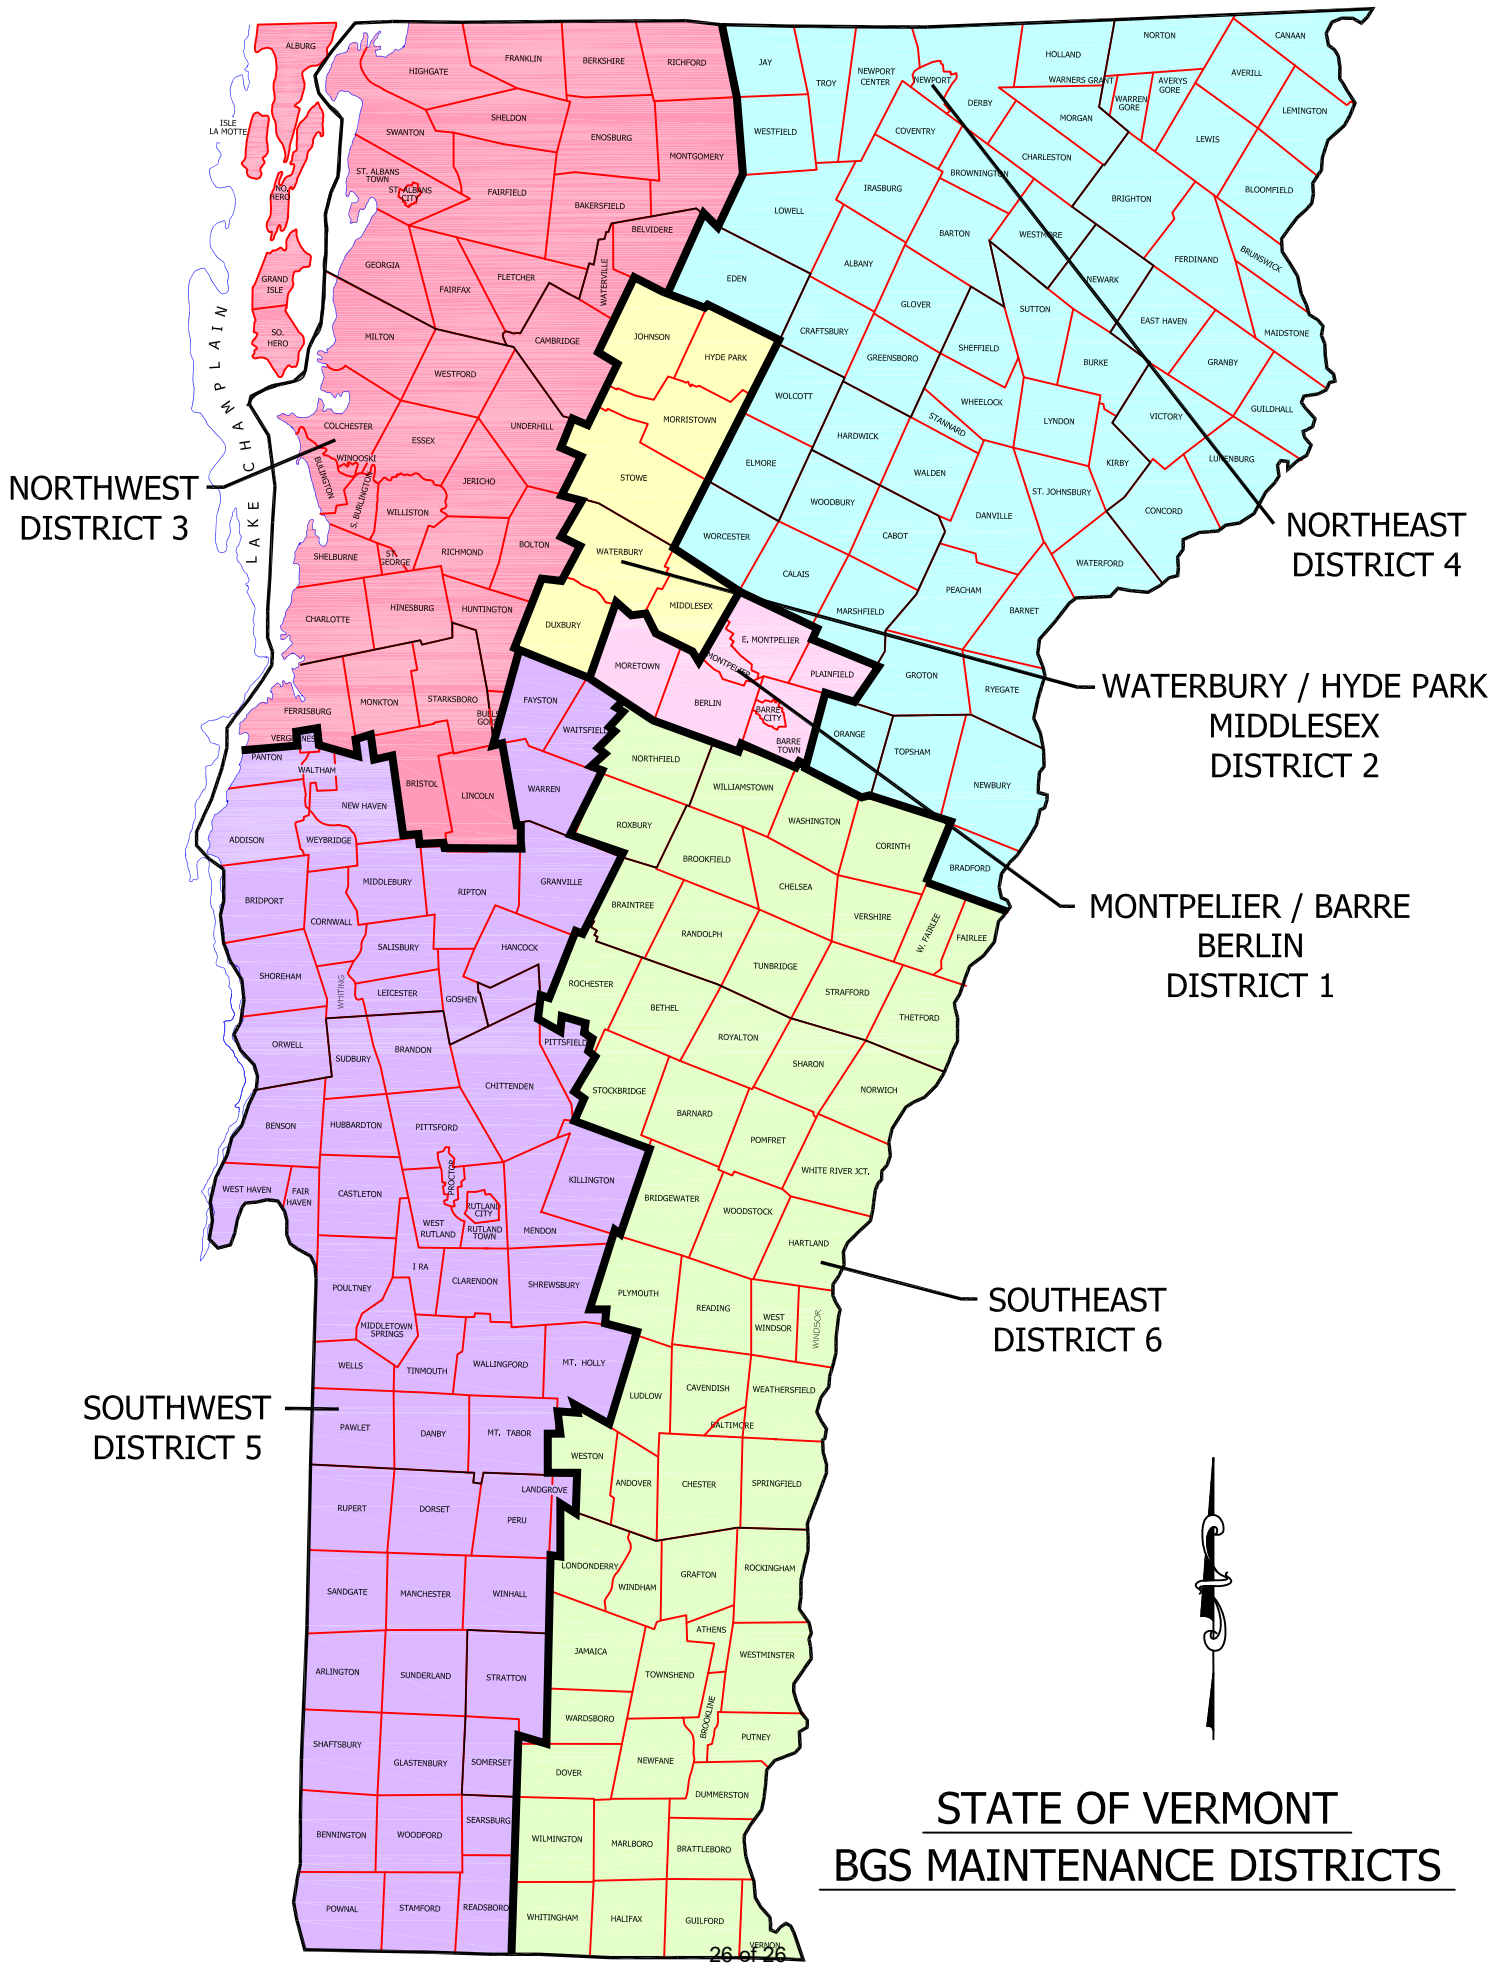 ALBURG
HIGHGATE
FRANKLIN
BERKSHIRE
RICHFORD
JAY
TROY
NEWPORT
CENTER
NEWPORT
DERBY
HOLLAND
WARNERS GRANT
NORTON
WARREN
GORE
AVERYS
GORE
AVERILL
CANAAN
LEMINGTON
ISLE
LA MOTTE
SWANTON
SHELDON
ENOSBURG
MONTGOMERY
WESTFIELD
COVENTRY
MORGAN
CHARLESTON
LEWIS
BLOOMFIELD
ST. ALBANS
TOWN
ST. ALBANS
CITY
NO.
HERO
FAIRFIELD
BAKERSFIELD
BELVIDERE
LOWELL
IRASBURG
BROWNINGTON
BARTON
WESTMORE
BRIGHTON
FERDINAND
BRUNSWICK
GRAND
ISLE
GEORGIA
FAIRFAX
FLETCHER
WATERVILLE
EDEN
ALBANY
GLOVER
NEWARK
SUTTON
EAST HAVEN
MAIDSTONE
SO.
HERO
MILTON
WESTFORD
CAMBRIDGE
JOHNSON
HYDE PARK
CRAFTSBURY
GREENSBORO
SHEFFIELD
BURKE
GRANBY
GUILDHALL
LAKE CHAMPLAIN
COLCHESTER
ESSEX
UNDERHILL
MORRISTOWN
WOLCOTT
HARDWICK
STANNARD
WHEELOCK
LYNDON
VICTORY
LUNENBURG
WINOOSKI
BULINGTON
S. BURLINGTON
WILLISTON
JERICHO
STOWE
ELMORE
WOODBURY
WALDEN
KIRBY
ST. JOHNSBURY
CONCORD
NORTHWEST
DISTRICT 3
SHELBURNE
ST.
GEORGE
RICHMOND
BOLTON
WATERBURY
WORCESTER
CALAIS
CABOT
DANVILLE
WATERFORD
NORTHEAST
DISTRICT 4
CHARLOTTE
HINESBURG
HUNTINGTON
DUXBURY
MIDDLESEX
MARSHFIELD
PEACHAM
BARNET
E. MONTPELIER
MONTPELIER
PLAINFIELD
MORETOWN
BERLIN
BARRE
CITY
BARRE
TOWN
GROTON
RYEGATE
WATERBURY / HYDE PARK
MIDDLESEX
DISTRICT 2
FERRISBURG
MONKTON
STARKSBORO
BUELS
GORE
FAYSTON
WAITSFIELD
ORANGE
TOPSHAM
NEWBURY
VERGENNES
PANTON
WALTHAM
NEW HAVEN
BRISTOL
LINCOLN
WARREN
NORTHFIELD
WILLIAMSTOWN
WASHINGTON
CORINTH
BRADFORD
ADDISON
WEYBRIDGE
ROXBURY
BROOKFIELD
CHELSEA
VERSHIRE
W. FAIRLEE
FAIRLEE
MONTPELIER / BARRE
BERLIN
DISTRICT 1
BRIDPORT
CORNWALL
MIDDLEBURY
RIPTON
GRANVILLE
BRAINTREE
RANDOLPH
TUNBRIDGE
STRAFFORD
THETFORD
SHOREHAM
WHITING
SALISBURY
LEICESTER
GOSHEN
HANCOCK
ROCHESTER
BETHEL
ROYALTON
SHARON
NORWICH
ORWELL
SUDBURY
BRANDON
CHITTENDEN
PITTSFIELD
STOCKBRIDGE
BARNARD
POMFRET
WHITE RIVER JCT.
BENSON
HUBBARDTON
PITTSFORD
WEST HAVEN
FAIR
HAVEN
CASTLETON
PROCTOR
RUTLAND
CITY
WEST
RUTLAND
RUTLAND
TOWN
MENDON
KILLINGTON
BRIDGEWATER
WOODSTOCK
HARTLAND
POULTNEY
I RA
CLARENDON
SHREWSBURY
PLYMOUTH
READING
WEST
WINDSOR
WINDSOR
SOUTHEAST
DISTRICT 6
MIDDLETOWN
SPRINGS
WELLS
TINMOUTH
WALLINGFORD
MT. HOLLY
LUDLOW
CAVENDISH
WEATHERSFIELD
BALTIMORE
SOUTHWEST
DISTRICT 5
PAWLET
DANBY
MT. TABOR
WESTON
ANDOVER
CHESTER
SPRINGFIELD
RUPERT
DORSET
LANDGROVE
PERU
LONDONDERRY
WINDHAM
GRAFTON
ROCKINGHAM
SANDGATE
MANCHESTER
WINHALL
JAMAICA
ATHENS
TOWNSHEND
WESTMINSTER
ARLINGTON
SUNDERLAND
STRATTON
WARDSBORO
BROOKLINE
PUTNEY
SHAFTSBURY
GLASTENBURY
SOMERSET
DOVER
NEWFANE
DUMMERSTON
BENNINGTON
WOODFORD
SEARSBURG
WILMINGTON
MARLBORO
BRATTLEBORO
POWNAL
STAMFORD
READSBORO
WHITINGHAM
HALIFAX
GUILFORD
VERNON
STATE OF VERMONT
BGS MAINTENANCE DISTRICTS
26 of 26